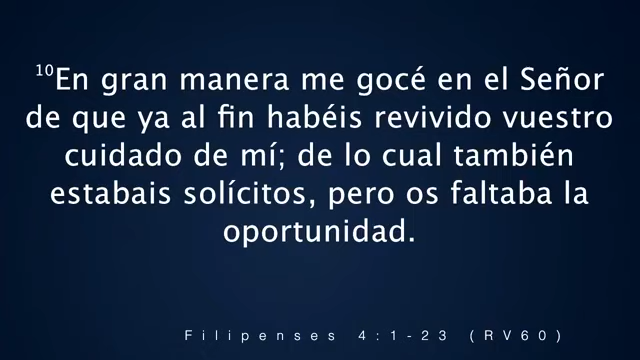 ¹⁰En gran manera me gocé en el Señor
de que ya al fin habéis revivido vuestro
cuidado de mí; de lo cual también
estabais solícitos, pero os faltaba la
oportunidad.
Filipenses 4:1-23 (RV60)